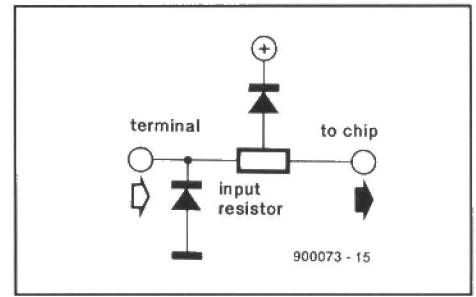 +
terminal
to chip
input
resistor
900073 - 15